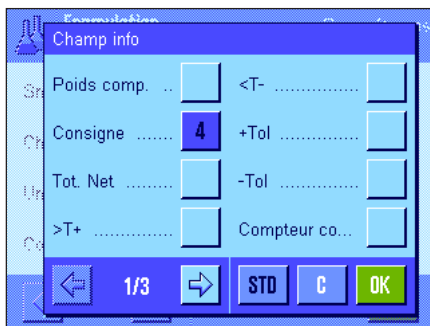 Formulation
Champ info
Poids comp. .. <T- ...............
Consigne ....... 4 +Tol ..............
Tot. Net ......... -Tol ..............
>T+ ............... Compteur co...
1/3 STD C OK